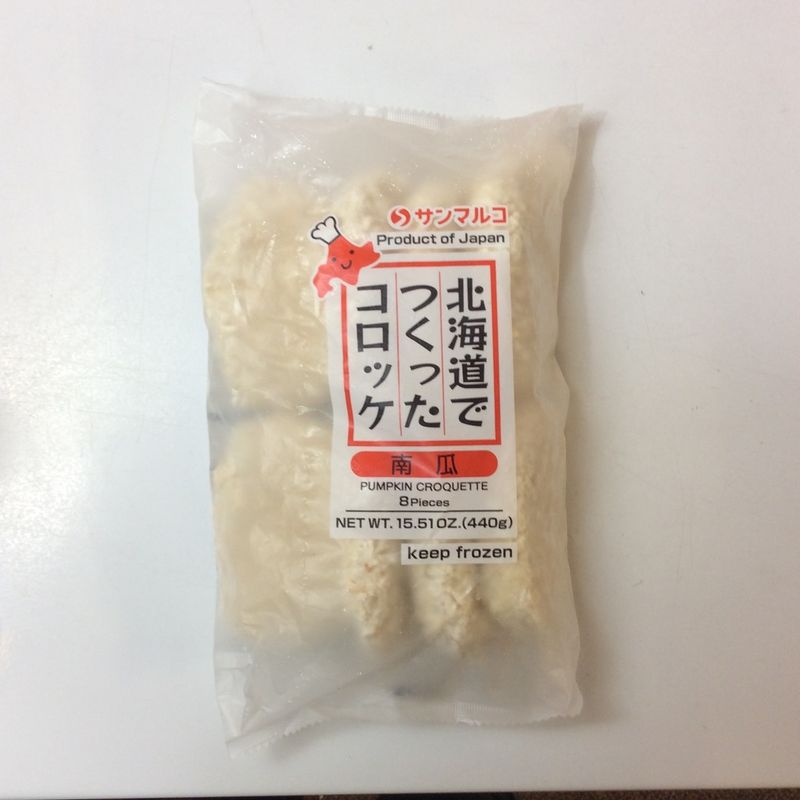 サンマルコ
Product of Japan
北海道で
つくった
コロッケ
南瓜
PUMPKIN CROQUETTE
8Pieces
NET WT. 15.51OZ.(440g)
keep frozen